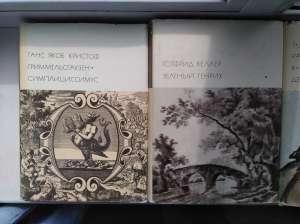 ГАНС ЯКОБ КРИСТОФ
ГРИММЕЛЬСГАУЗЕН •
СИМПЛИЦИССИМУС
ГОТФРИД КЕЛЛЕР
ЗЕЛЕНЫЙ ГЕНРИХ